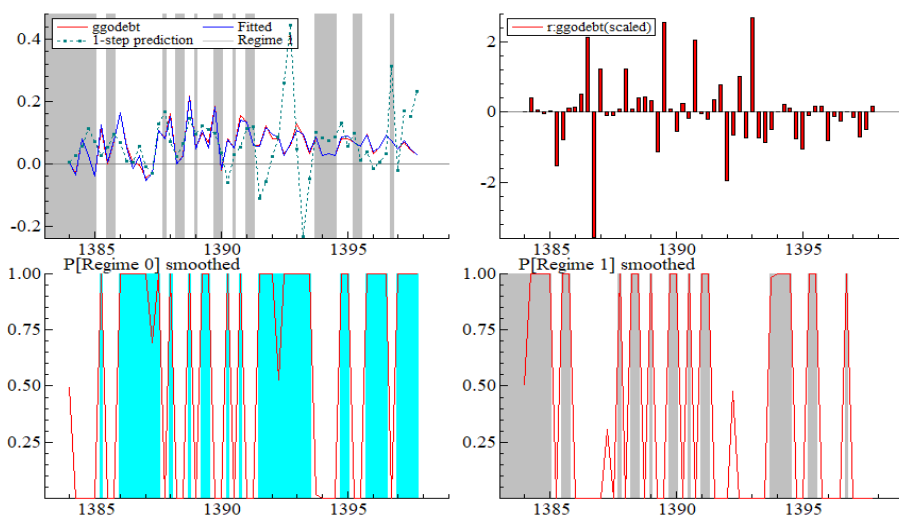 ggodebt Fitted
1-step prediction Regime 1
0.4
0.2
0.0
-0.2
1385 1390 1395
r:ggodebt(scaled)
2
0
-2
1385 1390 1395
P[Regime 0] smoothed
1.00
0.75
0.50
0.25
1385 1390 1395
P[Regime 1] smoothed
1.00
0.75
0.50
0.25
1385 1390 1395